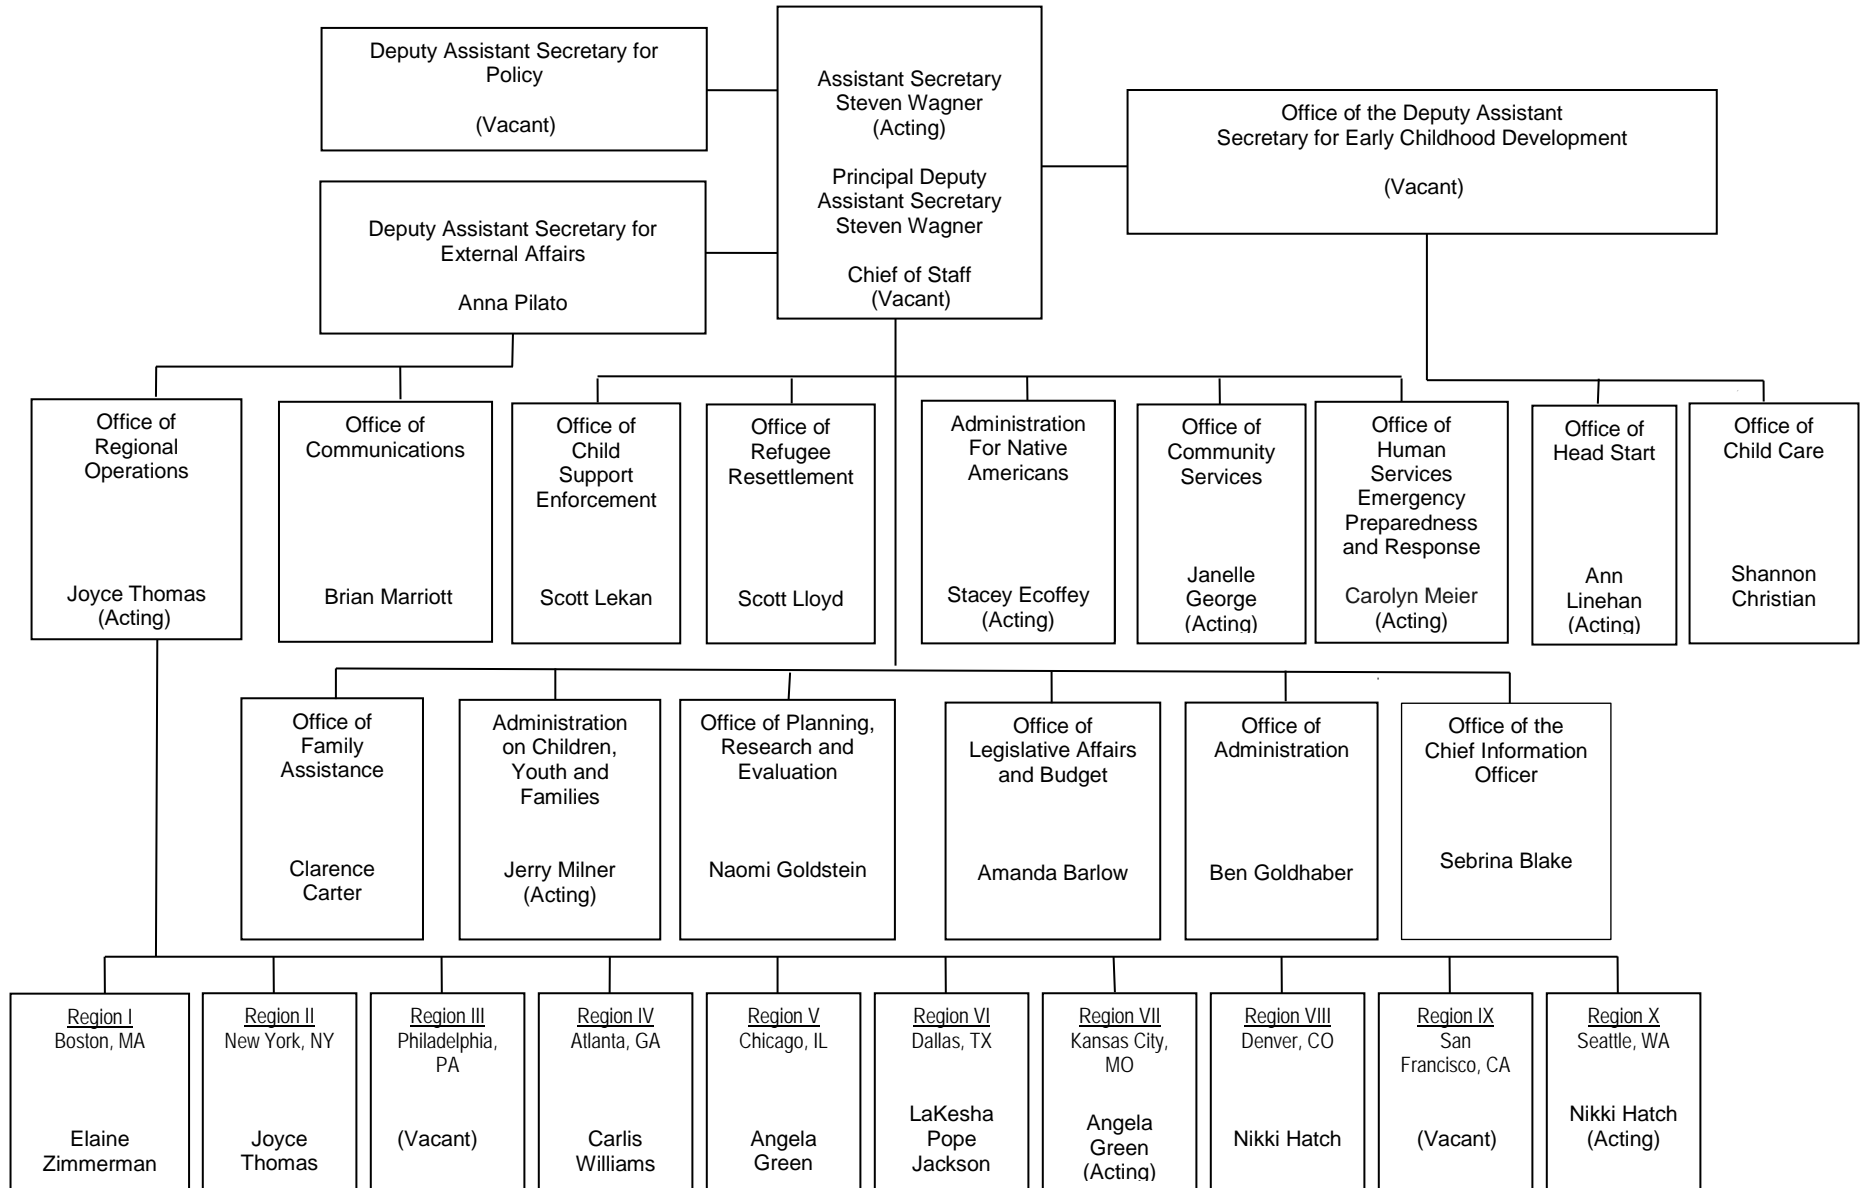 Deputy Assistant Secretary for
Policy
(Vacant)
Assistant Secretary
Steven Wagner
(Acting)
Principal Deputy
Assistant Secretary
Steven Wagner
Chief of Staff
(Vacant)
Office of the Deputy Assistant
Secretary for Early Childhood Development
(Vacant)
Deputy Assistant Secretary for
External Affairs
Anna Pilato
Office of
Regional
Operations
Joyce Thomas
(Acting)
Office of
Communications
Brian Marriott
Office of
Child
Support
Enforcement
Scott Lekan
Office of
Refugee
Resettlement
Scott Lloyd
Administration
For Native
Americans
Stacey Ecoffey
(Acting)
Office of
Community
Services
Janelle
George
(Acting)
Office of
Human
Services
Emergency
Preparedness
and Response
Carolyn Meier
(Acting)
Office of
Head Start
Ann
Linehan
(Acting)
Office of
Child Care
Shannon
Christian
Office of
Family
Assistance
Clarence
Carter
Administration
on Children,
Youth and
Families
Jerry Milner
(Acting)
Office of Planning,
Research and
Evaluation
Naomi Goldstein
Office of
Legislative Affairs
and Budget
Amanda Barlow
Office of
Administration
Ben Goldhaber
Office of the
Chief Information
Officer
Sebrina Blake
Region I
Boston, MA
Elaine
Zimmerman
Region II
New York, NY
Joyce
Thomas
Region III
Philadelphia,
PA
(Vacant)
Region IV
Atlanta, GA
Carlis
Williams
Region V
Chicago, IL
Angela
Green
Region VI
Dallas, TX
LaKesha
Pope
Jackson
Region VII
Kansas City,
MO
Angela
Green
(Acting)
Region VIII
Denver, CO
Nikki Hatch
Region IX
San
Francisco, CA
(Vacant)
Region X
Seattle, WA
Nikki Hatch
(Acting)